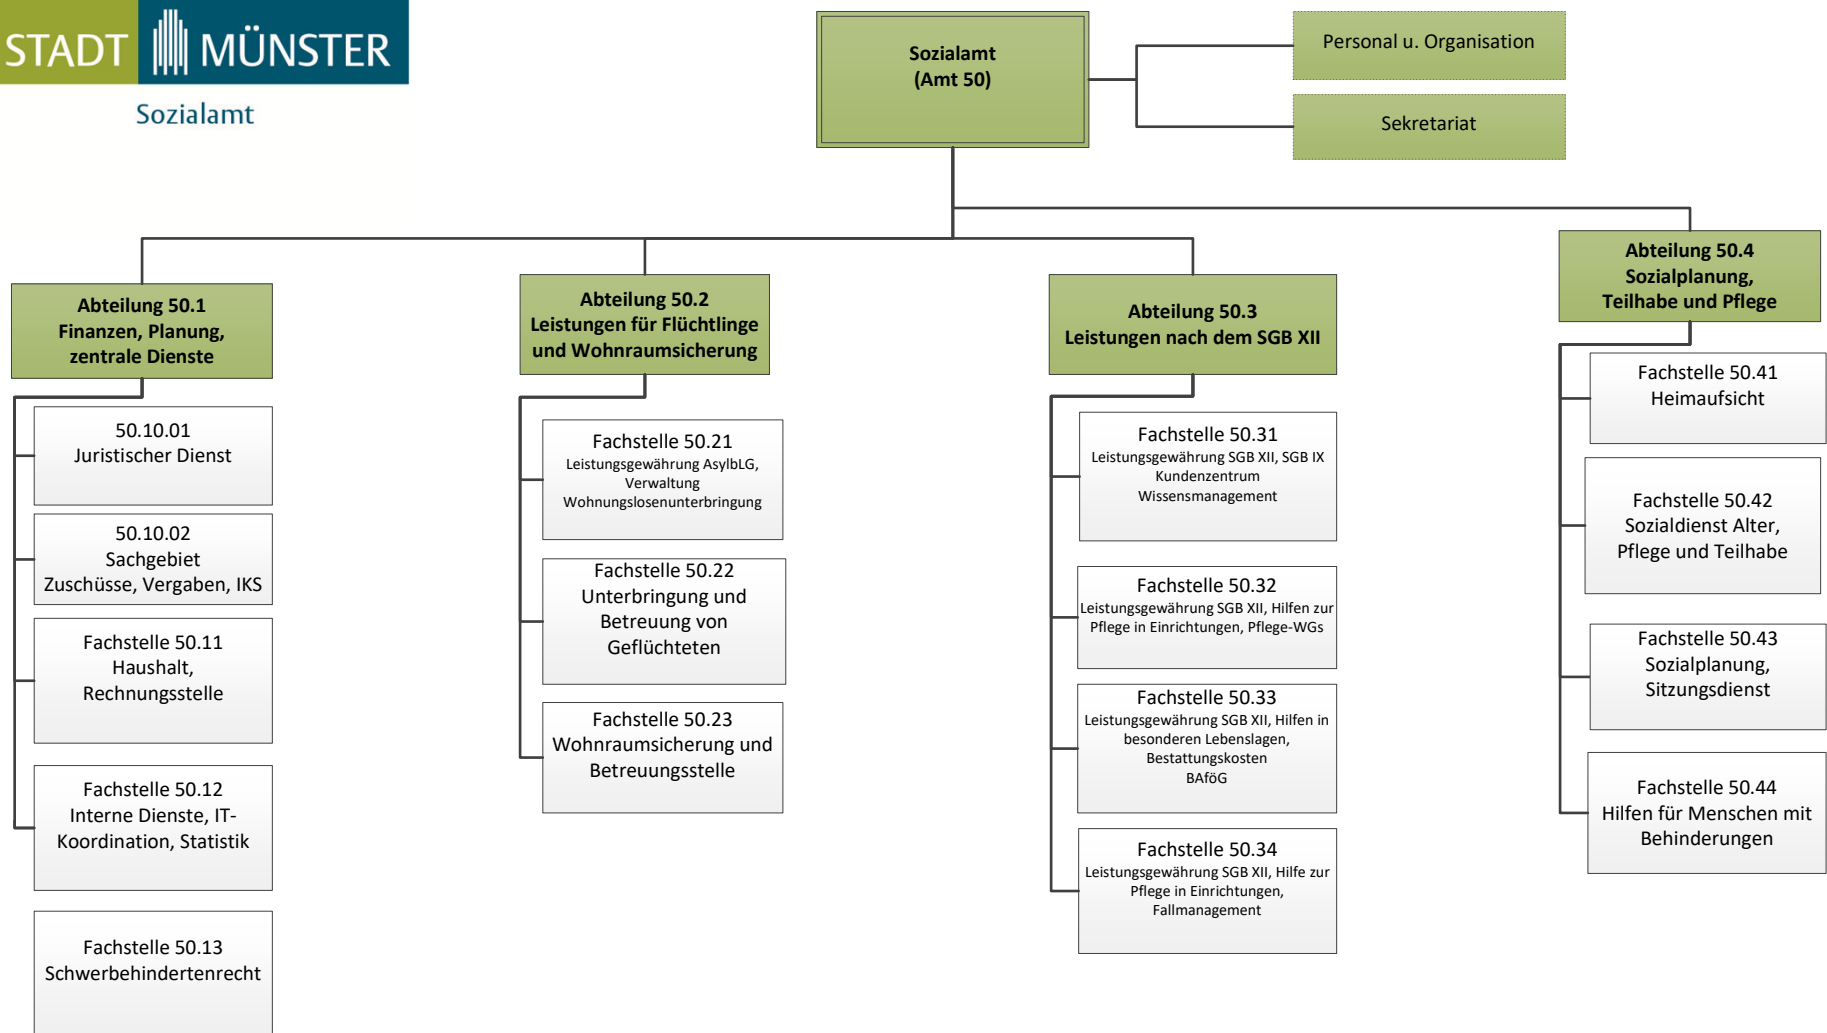 STADT MÜNSTER
Sozialamt
Sozialamt
(Amt 50)
Personal u. Organisation
Sekretariat
Abteilung 50.1
Finanzen, Planung,
zentrale Dienste
50.10.01
Juristischer Dienst
50.10.02
Sachgebiet
Zuschüsse, Vergaben, IKS
Fachstelle 50.11
Haushalt,
Rechnungsstelle
Fachstelle 50.12
Interne Dienste, IT-
Koordination, Statistik
Fachstelle 50.13
Schwerbehindertenrecht
Abteilung 50.2
Leistungen für Flüchtlinge
und Wohnraumsicherung
Fachstelle 50.21
Leistungsgewährung AsylbLG,
Verwaltung
Wohnungslosenunterbringung
Fachstelle 50.22
Unterbringung und
Betreuung von
Geflüchteten
Fachstelle 50.23
Wohnraumsicherung und
Betreuungsstelle
Abteilung 50.3
Leistungen nach dem SGB XII
Fachstelle 50.31
Leistungsgewährung SGB XII, SGB IX
Kundenzentrum
Wissensmanagement
Fachstelle 50.32
Leistungsgewährung SGB XII, Hilfen zur
Pflege in Einrichtungen, Pflege-WGs
Fachstelle 50.33
Leistungsgewährung SGB XII, Hilfen in
besonderen Lebenslagen,
Bestattungskosten
BAföG
Fachstelle 50.34
Leistungsgewährung SGB XII, Hilfe zur
Pflege in Einrichtungen,
Fallmanagement
Abteilung 50.4
Sozialplanung,
Teilhabe und Pflege
Fachstelle 50.41
Heimaufsicht
Fachstelle 50.42
Sozialdienst Alter,
Pflege und Teilhabe
Fachstelle 50.43
Sozialplanung,
Sitzungsdienst
Fachstelle 50.44
Hilfen für Menschen mit
Behinderungen